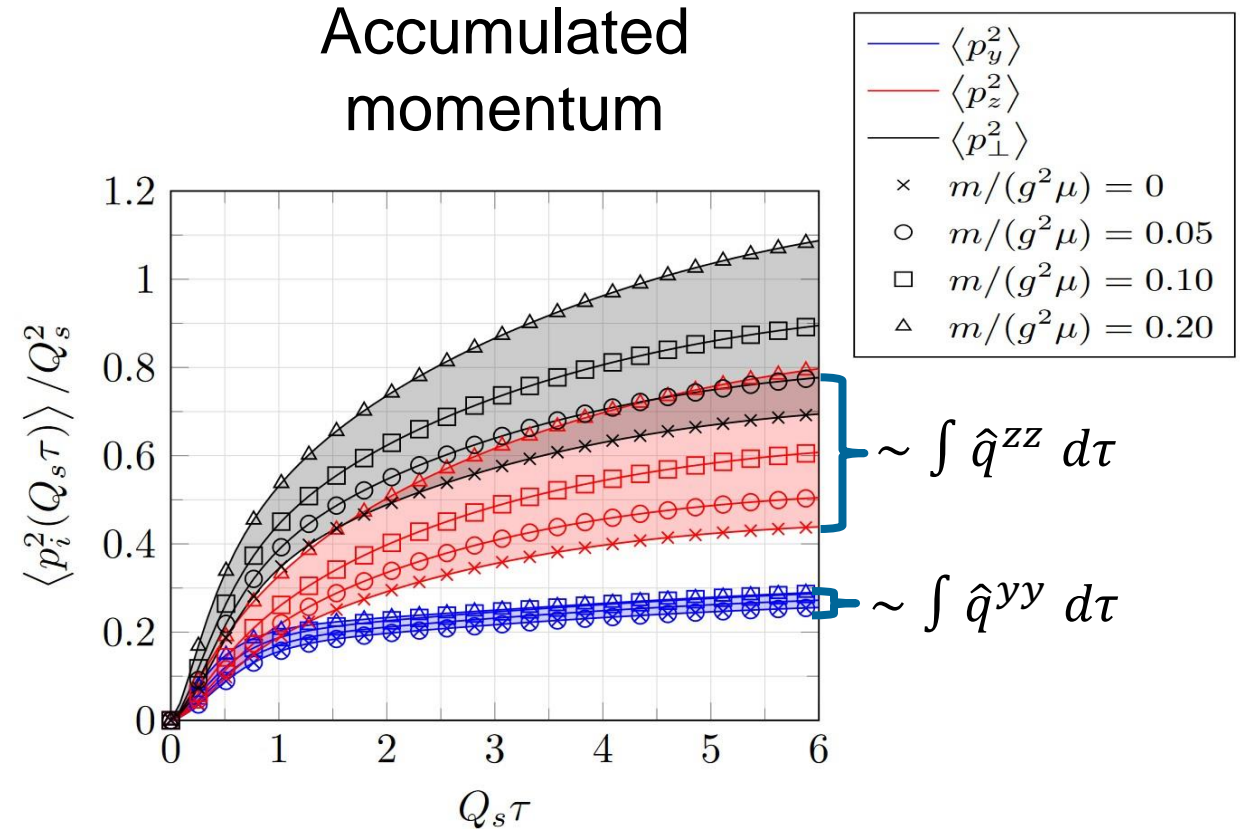 Accumulated
momentum
⟨p_y^2⟩
⟨p_z^2⟩
⟨p_⊥^2⟩
m/(g^2μ) = 0
m/(g^2μ) = 0.05
m/(g^2μ) = 0.10
m/(g^2μ) = 0.20
1.2
1
0.8
0.6
0.4
0.2
0
0 1 2 3 4 5 6
⟨p_i^2(Q_sτ)⟩ /Q_s^2
Q_sτ
~ ∫ q̂^{zz} dτ
~ ∫ q̂^{yy} dτ